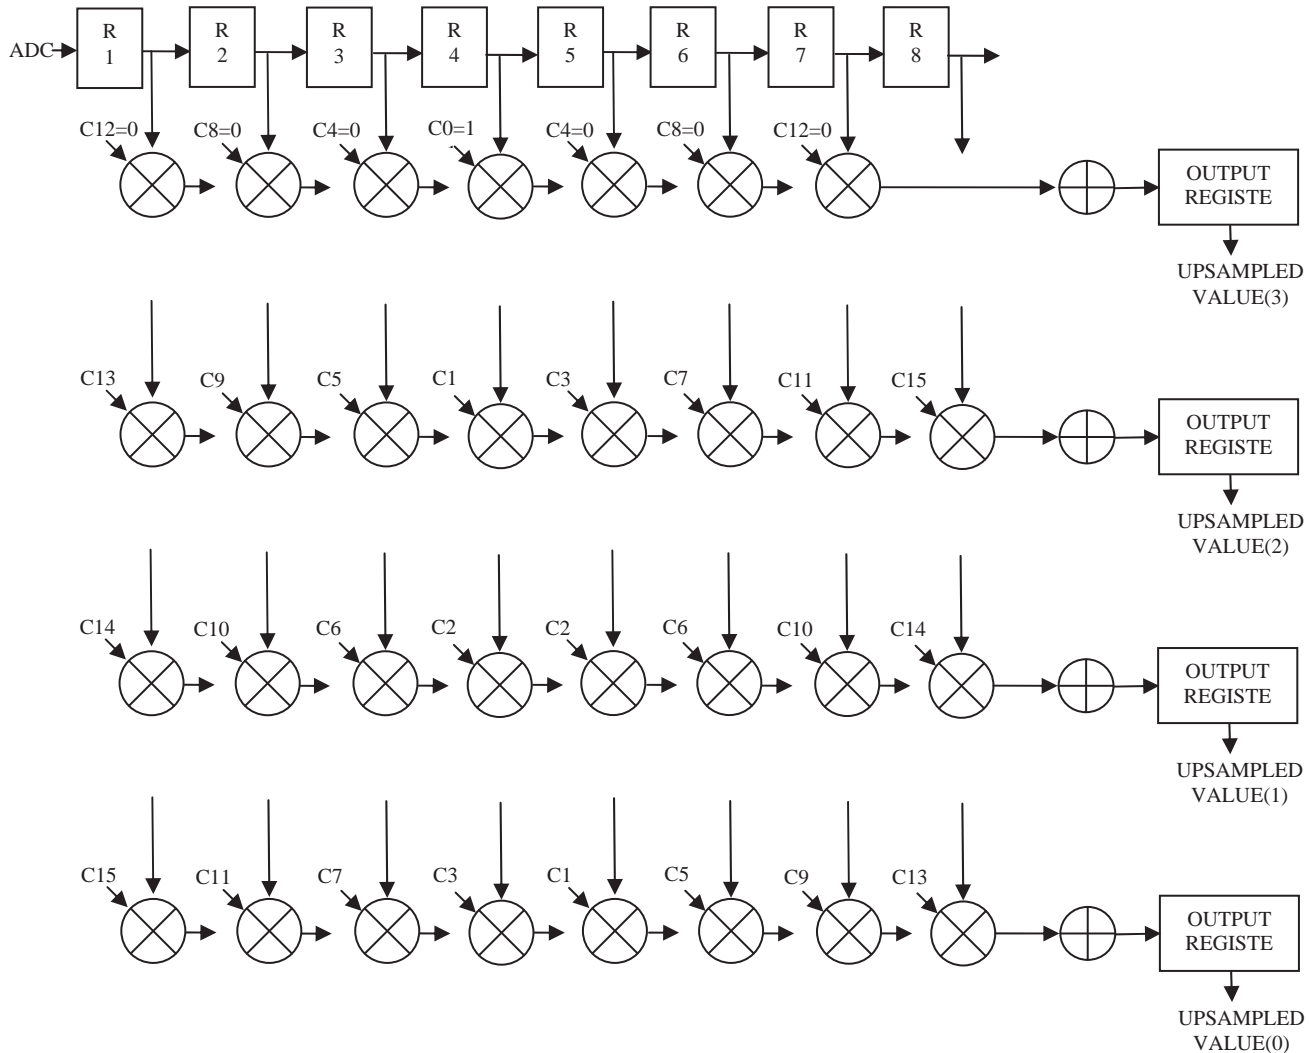 ADC
R
1
R
2
R
3
R
4
R
5
R
6
R
7
R
8
C12=0
C8=0
C4=0
C0=1
C4=0
C8=0
C12=0
OUTPUT
REGISTE
UPSAMPLED
VALUE(3)
C13
C9
C5
C1
C3
C7
C11
C15
OUTPUT
REGISTE
UPSAMPLED
VALUE(2)
C14
C10
C6
C2
C2
C6
C10
C14
OUTPUT
REGISTE
UPSAMPLED
VALUE(1)
C15
C11
C7
C3
C1
C5
C9
C13
OUTPUT
REGISTE
UPSAMPLED
VALUE(0)